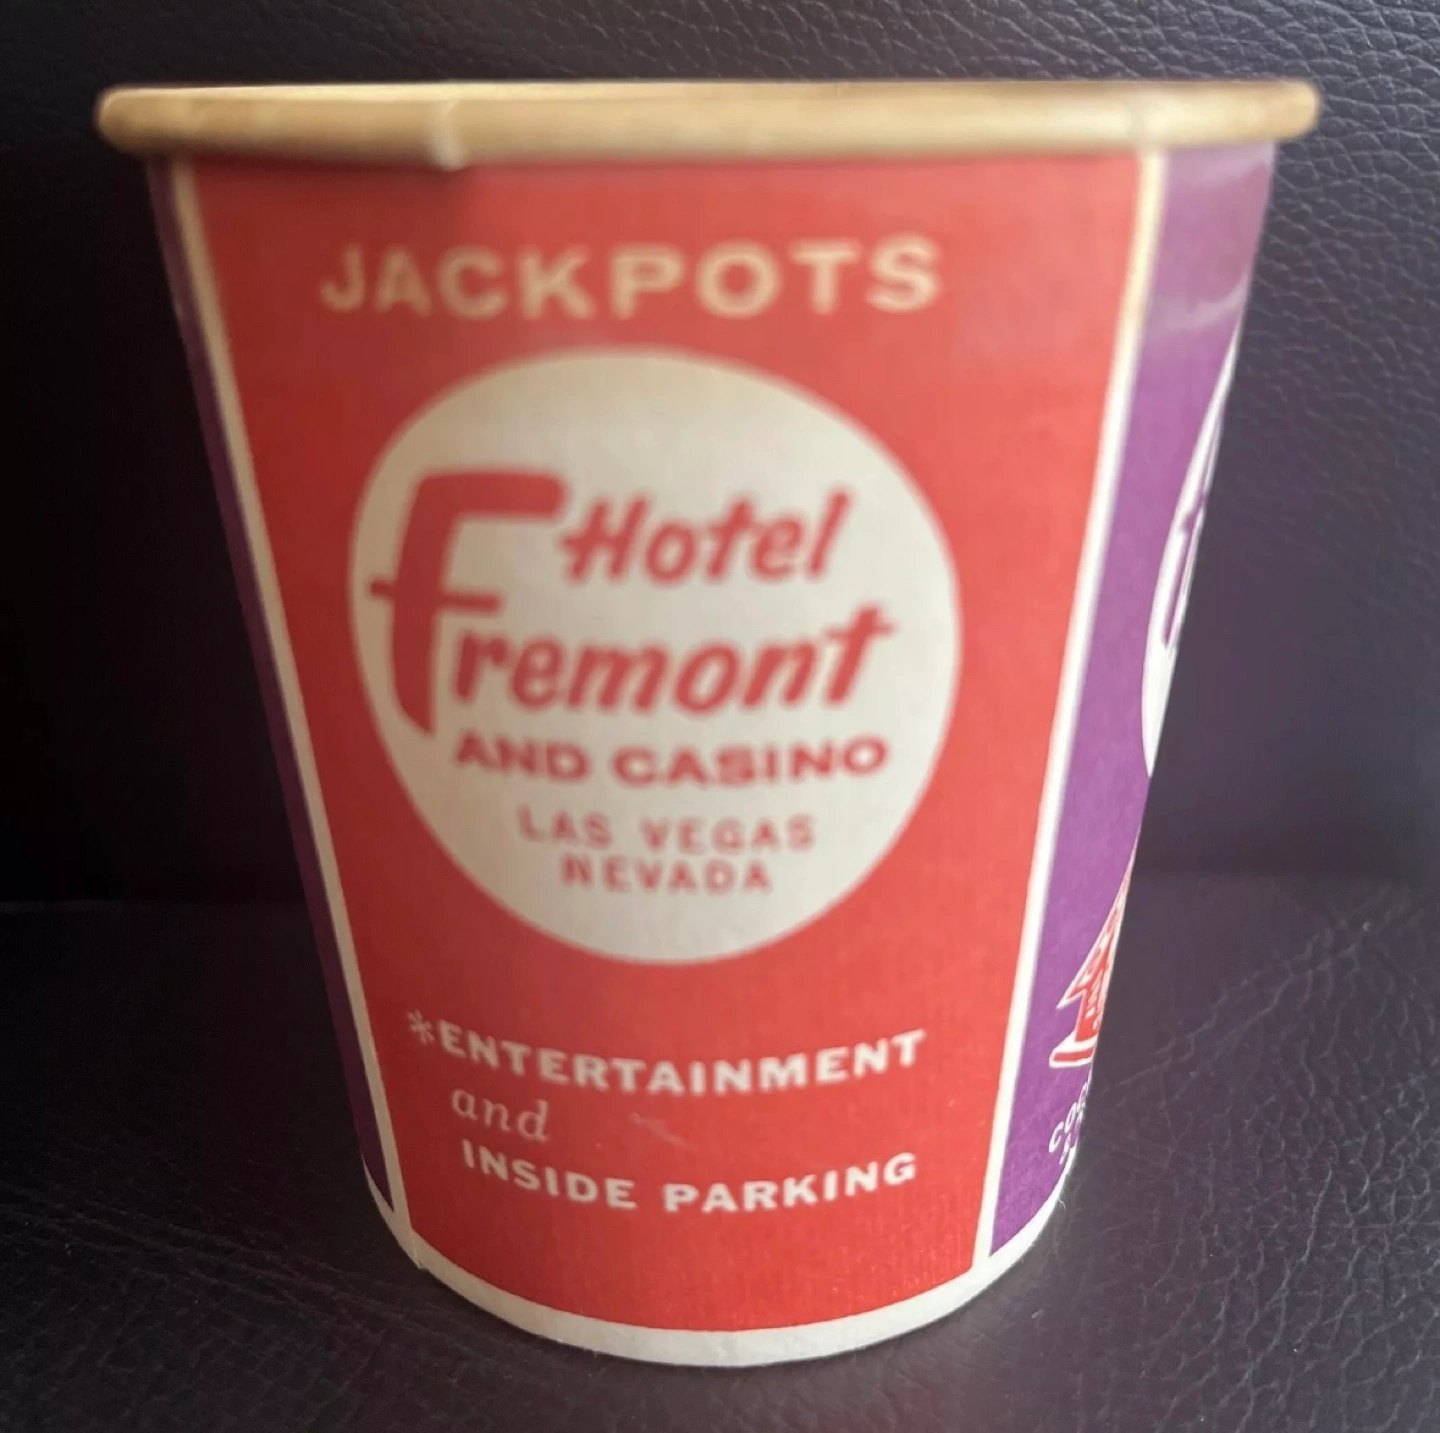 JACKPOTS
Hotel
Fremont
AND CASINO
LAS VEGAS
NEVADA
*ENTERTAINMENT
and
INSIDE PARKING